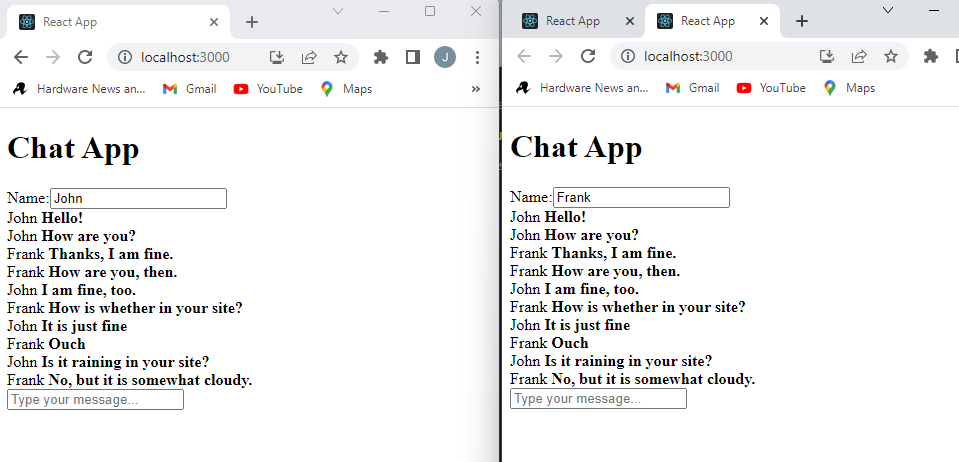 React App
localhost:3000
J
Hardware News an...
Gmail
YouTube
Maps
»
Chat App
Name: John
John Hello!
John How are you?
Frank Thanks, I am fine.
Frank How are you, then.
John I am fine, too.
Frank How is whether in your site?
John It is just fine
Frank Ouch
John Is it raining in your site?
Frank No, but it is somewhat cloudy.
Type your message...
React App
React App
localhost:3000
Hardware News an...
Gmail
YouTube
Maps
Chat App
Name: Frank
John Hello!
John How are you?
Frank Thanks, I am fine.
Frank How are you, then.
John I am fine, too.
Frank How is whether in your site?
John It is just fine
Frank Ouch
John Is it raining in your site?
Frank No, but it is somewhat cloudy.
Type your message...